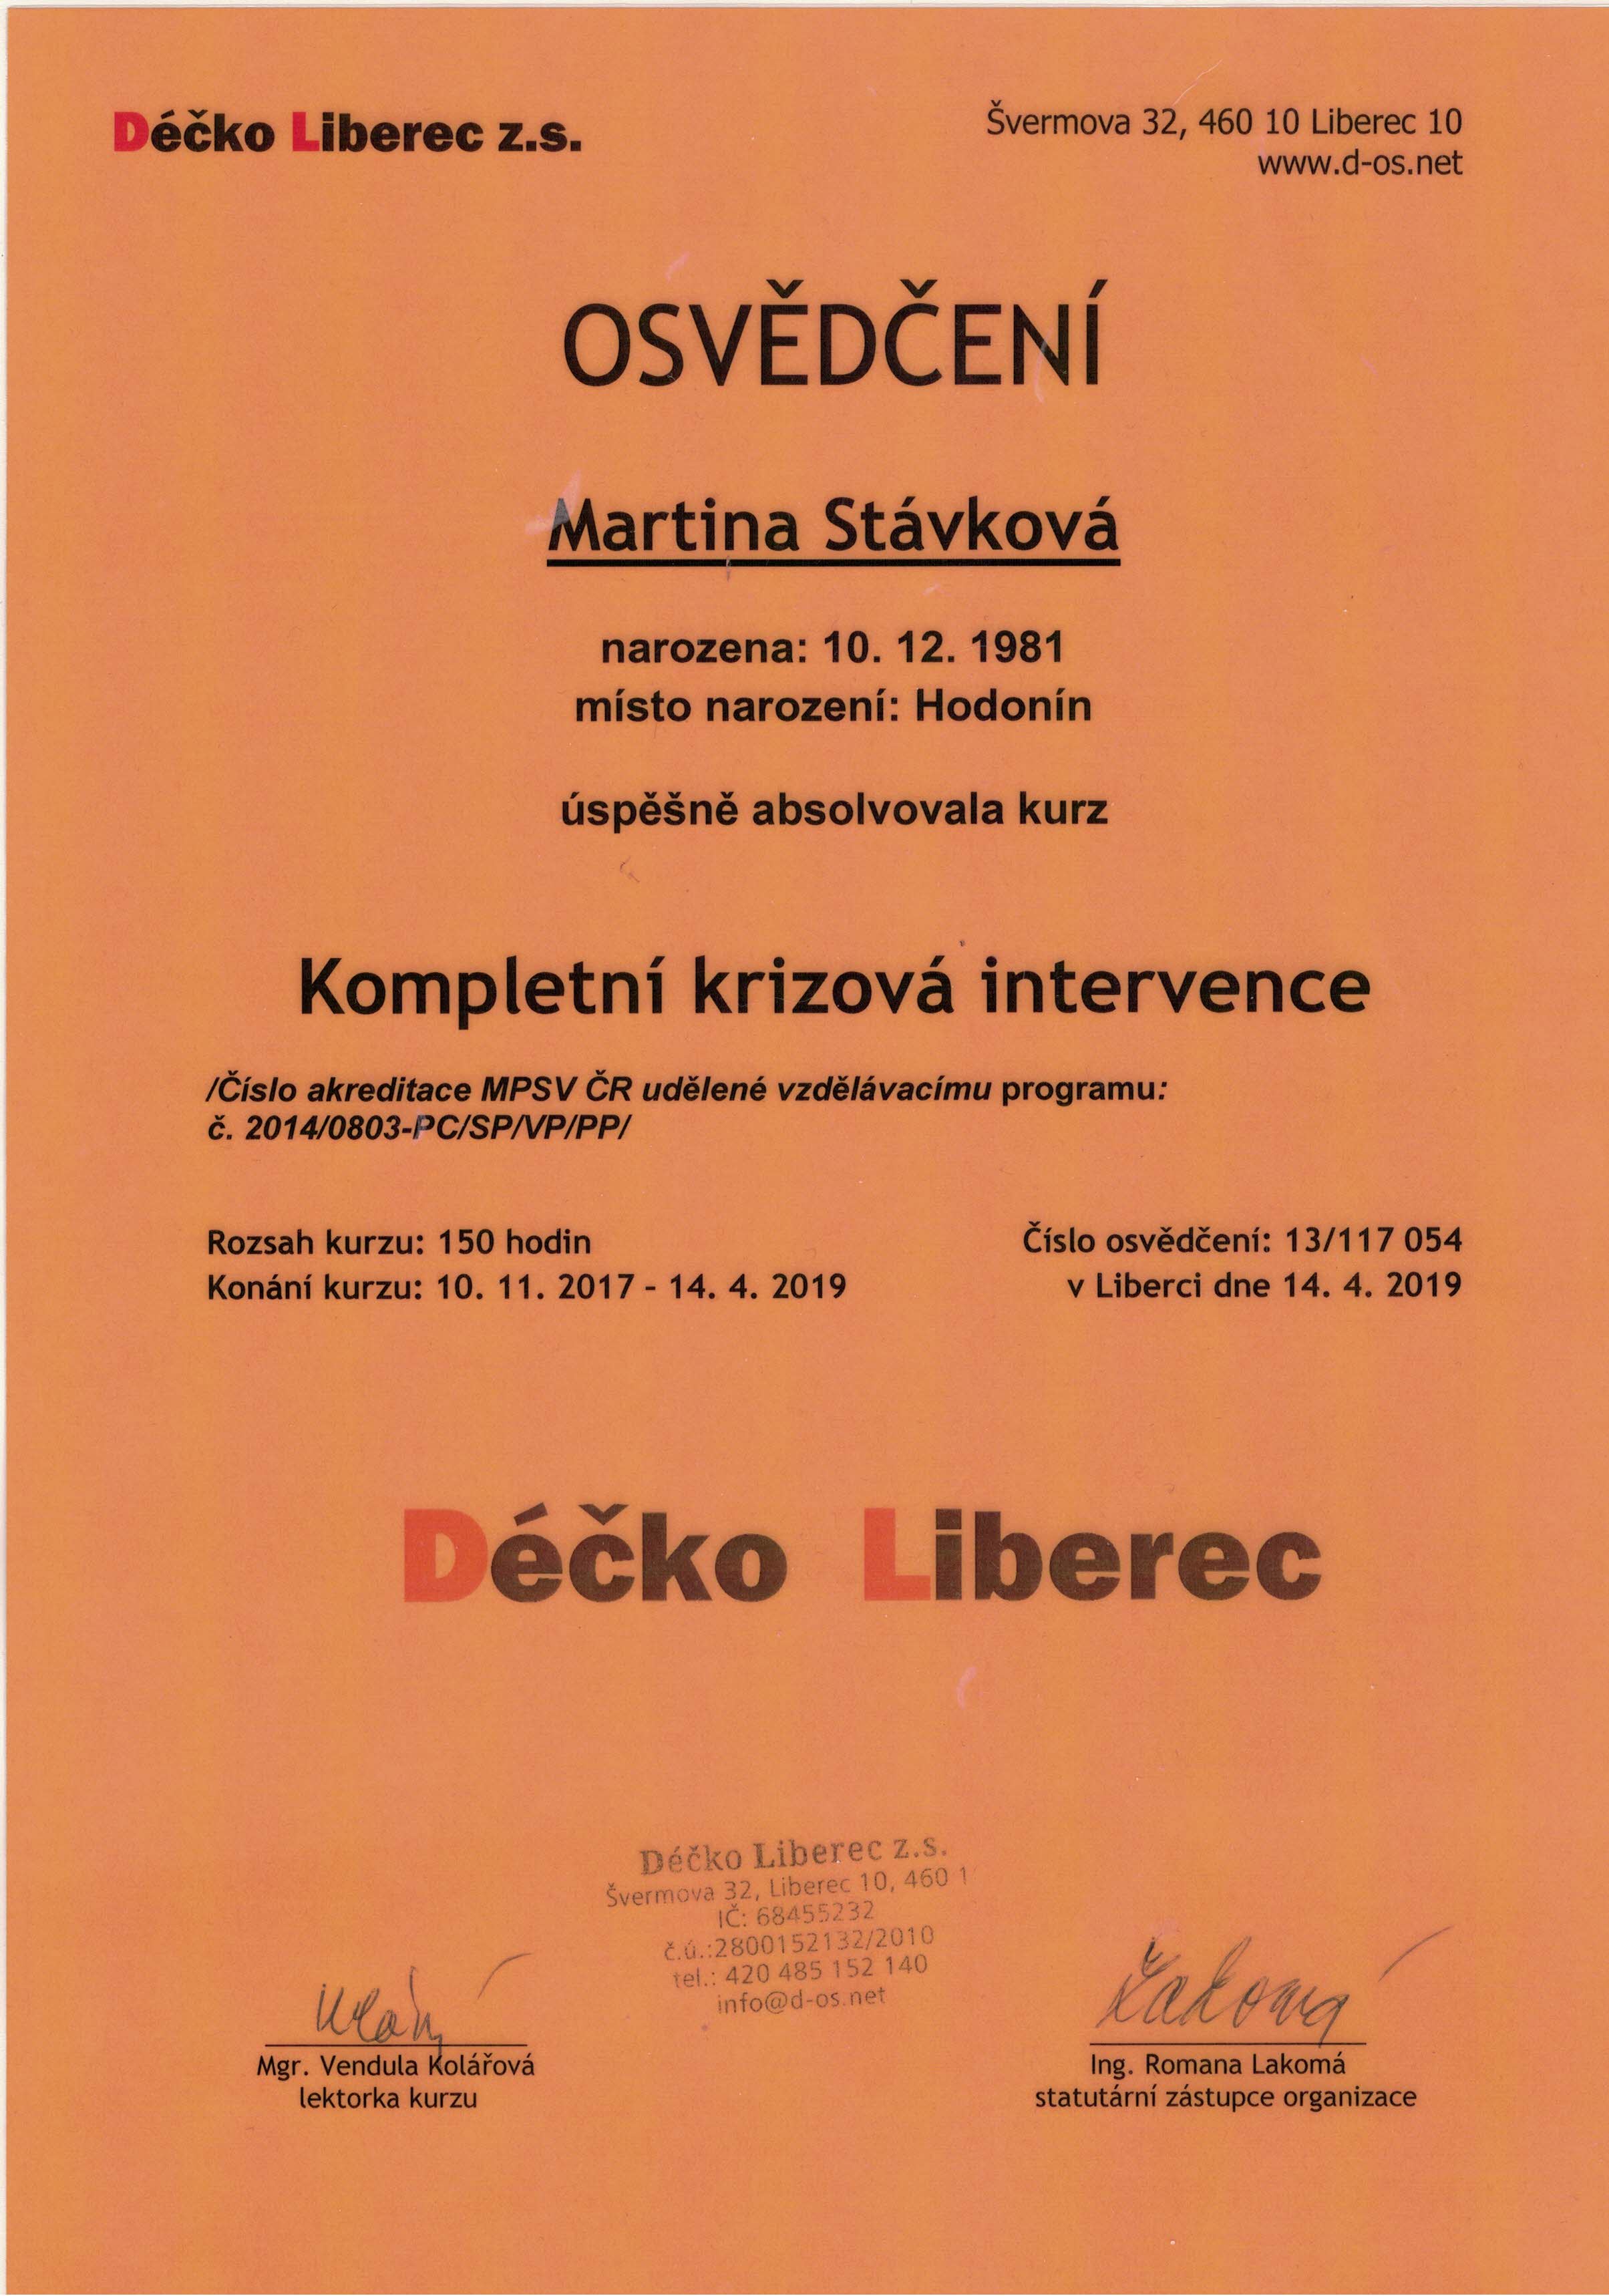 Déčko Liberec z.s.
Švermova 32, 460 10 Liberec 10
www.d-os.net
OSVĚDČENÍ
Martina Stávková
narozena: 10. 12. 1981
místo narození: Hodonín
úspěšně absolvovala kurz
Kompletní krizová intervence
/Číslo akreditace MPSV ČR udělené vzdělávacímu programu:
č. 2014/0803-PC/SP/VP/PP/
Rozsah kurzu: 150 hodin
Číslo osvědčení: 13/117 054
Konání kurzu: 10. 11. 2017 - 14. 4. 2019
v Liberci dne 14. 4. 2019
Déčko Liberec
Déčko Liberec z.s.
Švermova 32, Liberec 10, 460 1
IČ: 68455232
č.ú.:2800152132/2010
tel.: 420 485 152 140
info@d-os.net
Lakomá
Mgr. Vendula Kolářová
lektorka kurzu
Ing. Romana Lakomá
statutární zástupce organizace